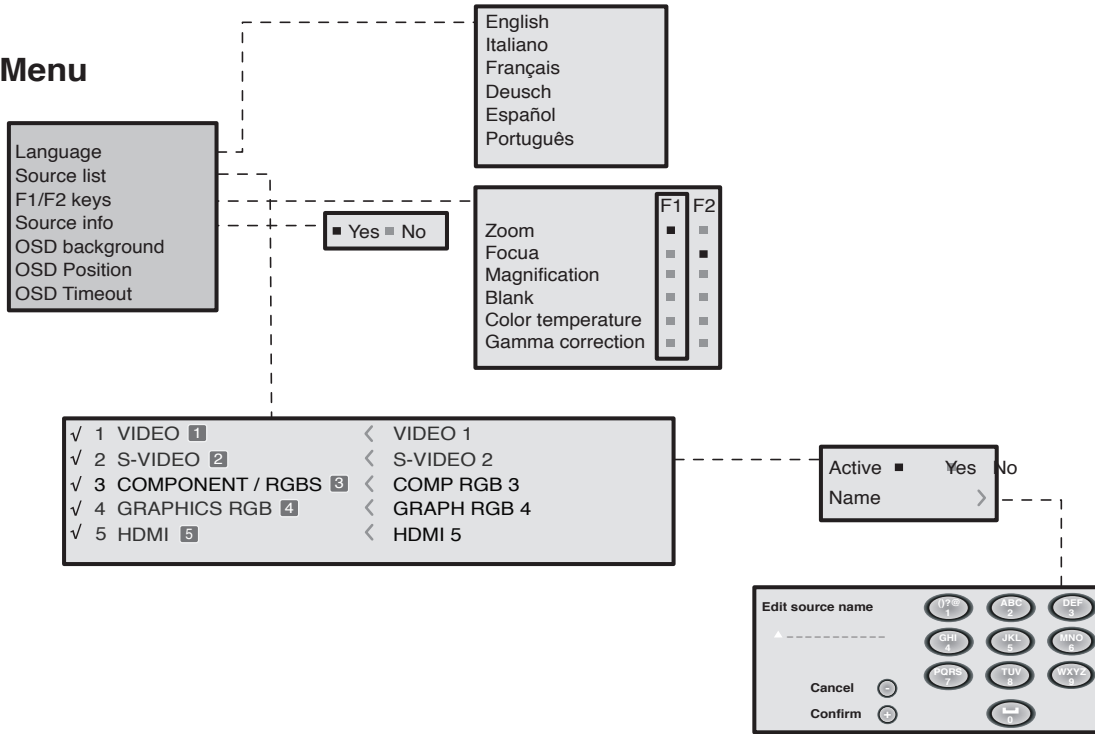 Menu
English
Italiano
Français
Deusch
Español
Português
Language
Source list
F1/F2 keys
Source info
OSD background
OSD Position
OSD Timeout
Yes No
F1 F2
Zoom
Focua
Magnification
Blank
Color temperature
Gamma correction
√ 1 VIDEO 1 < VIDEO 1
√ 2 S-VIDEO 2 < S-VIDEO 2
√ 3 COMPONENT / RGBS 3 < COMP RGB 3
√ 4 GRAPHICS RGB 4 < GRAPH RGB 4
√ 5 HDMI 5 < HDMI 5
Active Yes No
Name >
Edit source name
()?@ ABC DEF
1 2 3
GHI JKL MNO
4 5 6
PQRS TUV WXYZ
7 8 9
Cancel -
Confirm +
0